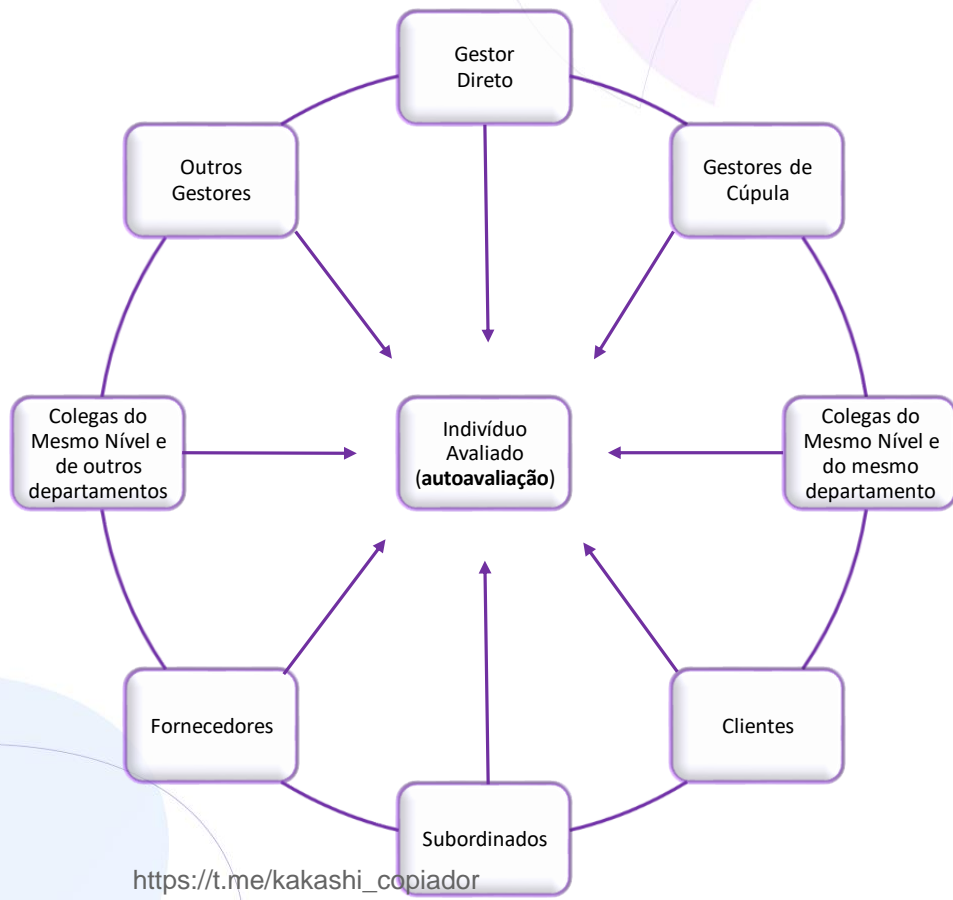 Gestor
Direto
Outros
Gestores
Gestores de
Cúpula
Colegas do
Mesmo Nível e
de outros
departamentos
Indivíduo
Avaliado
(autoavaliação)
Colegas do
Mesmo Nível e
do mesmo
departamento
Fornecedores
Clientes
Subordinados
https://t.me/kakashi_copiador